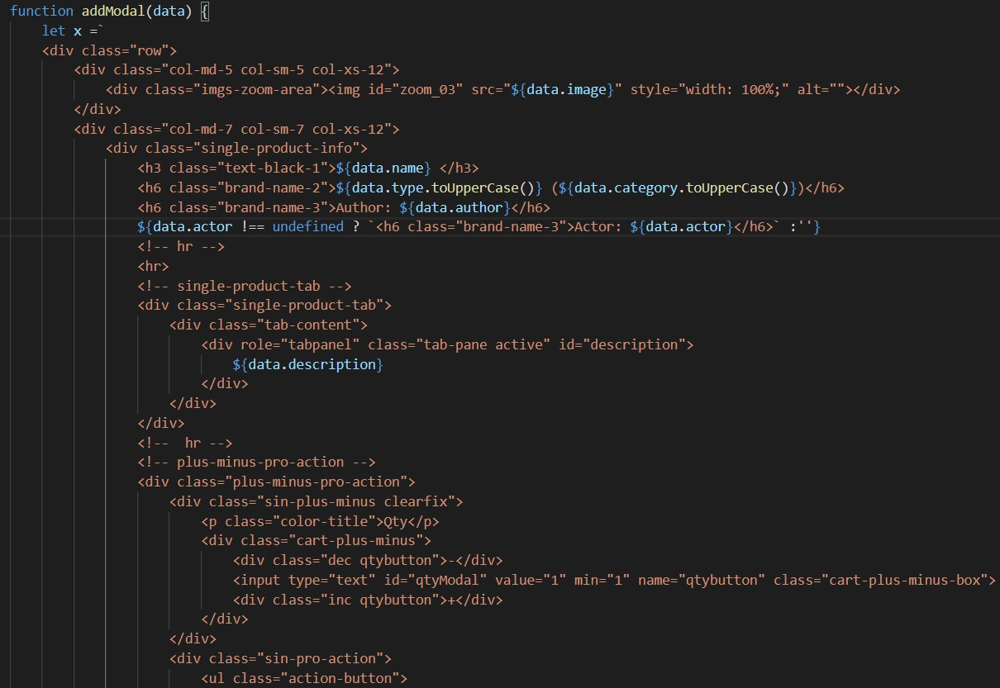 function addModal(data) {
let x =`
<div class="row">
<div class="col-md-5 col-sm-5 col-xs-12">
<div class="imgs-zoom-area"><img id="zoom_03" src="${data.image}" style="width: 100%;" alt=""></div>
</div>
<div class="col-md-7 col-sm-7 col-xs-12">
<div class="single-product-info">
<h3 class="text-black-1">${data.name} </h3>
<h6 class="brand-name-2">${data.type.toUpperCase()} (${data.category.toUpperCase()})</h6>
<h6 class="brand-name-3">Author: ${data.author}</h6>
${data.actor !== undefined ? `<h6 class="brand-name-3">Actor: ${data.actor}</h6>` :''}
<!-- hr -->
<hr>
<!-- single-product-tab -->
<div class="single-product-tab">
<div class="tab-content">
<div role="tabpanel" class="tab-pane active" id="description">
${data.description}
</div>
</div>
</div>
<!--  hr -->
<!-- plus-minus-pro-action -->
<div class="plus-minus-pro-action">
<div class="sin-plus-minus clearfix">
<p class="color-title">Qty</p>
<div class="cart-plus-minus">
<div class="dec qtybutton">-</div>
<input type="text" id="qtyModal" value="1" min="1" name="qtybutton" class="cart-plus-minus-box">
<div class="inc qtybutton">+</div>
</div>
</div>
<div class="sin-pro-action">
<ul class="action-button">